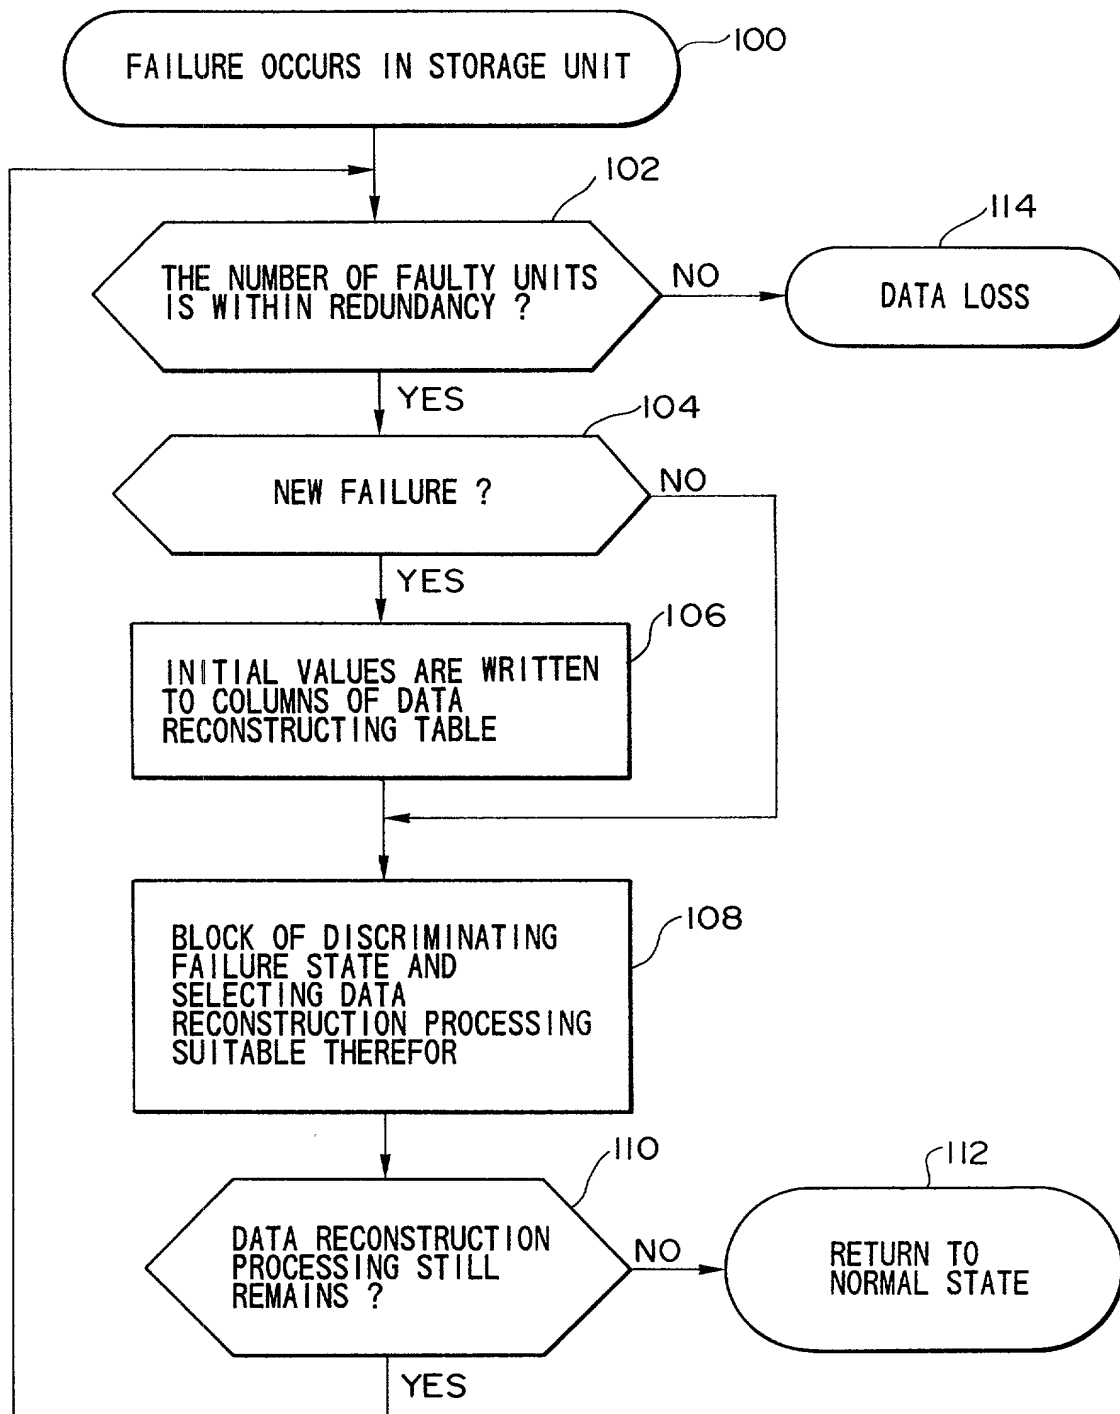 FAILURE OCCURS IN STORAGE UNIT
100
102
THE NUMBER OF FAULTY UNITS
IS WITHIN REDUNDANCY ?
NO
114
DATA LOSS
YES
104
NEW FAILURE ?
NO
YES
106
INITIAL VALUES ARE WRITTEN
TO COLUMNS OF DATA
RECONSTRUCTING TABLE
108
BLOCK OF DISCRIMINATING
FAILURE STATE AND
SELECTING DATA
RECONSTRUCTION PROCESSING
SUITABLE THEREFOR
110
DATA RECONSTRUCTION
PROCESSING STILL
REMAINS ?
NO
112
RETURN TO
NORMAL STATE
YES